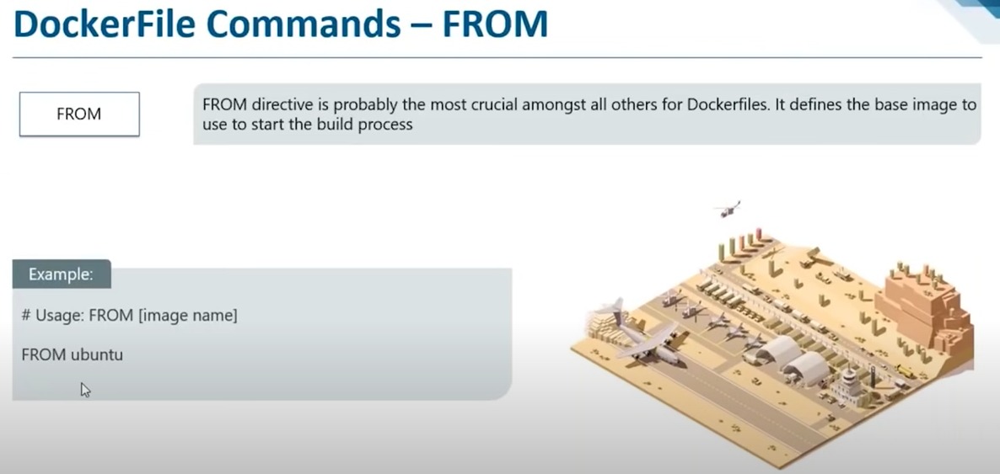 DockerFile Commands – FROM
FROM
FROM directive is probably the most crucial amongst all others for Dockerfiles. It defines the base image to
use to start the build process
Example:
# Usage: FROM [image name]
FROM ubuntu